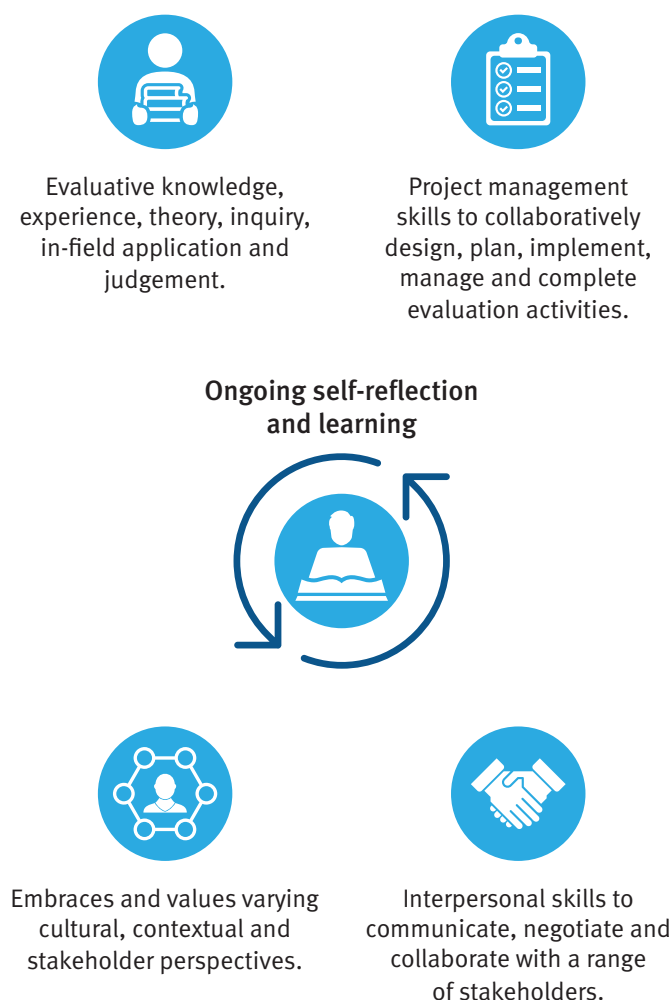 Evaluative knowledge,
experience, theory, inquiry,
in-field application and
judgement.
Project management
skills to collaboratively
design, plan, implement,
manage and complete
evaluation activities.
Ongoing self-reflection
and learning
Embraces and values varying
cultural, contextual and
stakeholder perspectives.
Interpersonal skills to
communicate, negotiate and
collaborate with a range
of stakeholders.